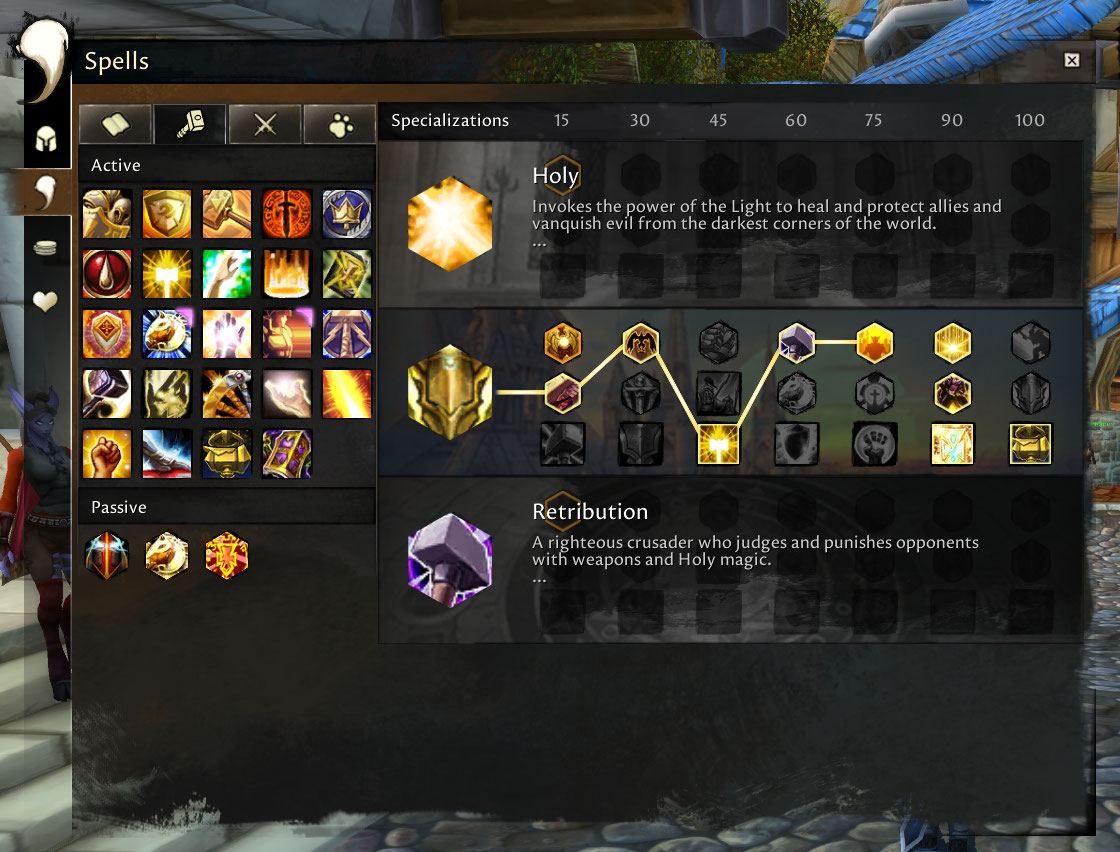 Spells
Specializations 15 30 45 60 75 90 100
Active
Holy
Invokes the power of the Light to heal and protect allies and
vanquish evil from the darkest corners of the world.
...
Retribution
A righteous crusader who judges and punishes opponents
with weapons and Holy magic.
...
Passive